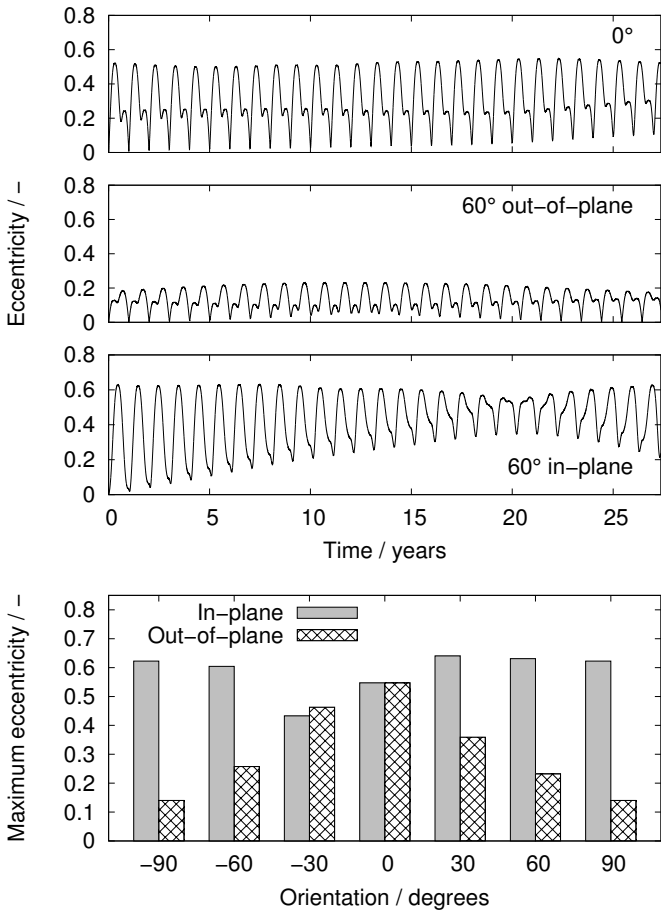 0.8
0°
0.6
0.4
0.2
0
0.8
60° out−of−plane
0.6
0.4
0.2
0
Eccentricity / −
0.8
0.6
0.4
60° in−plane
0.2
0
0 5 10 15 20 25
Time / years
0.8
In−plane
0.7
Out−of−plane
0.6
0.5
0.4
0.3
0.2
0.1
0
Maximum eccentricity / −
−90 −60 −30 0 30 60 90
Orientation / degrees